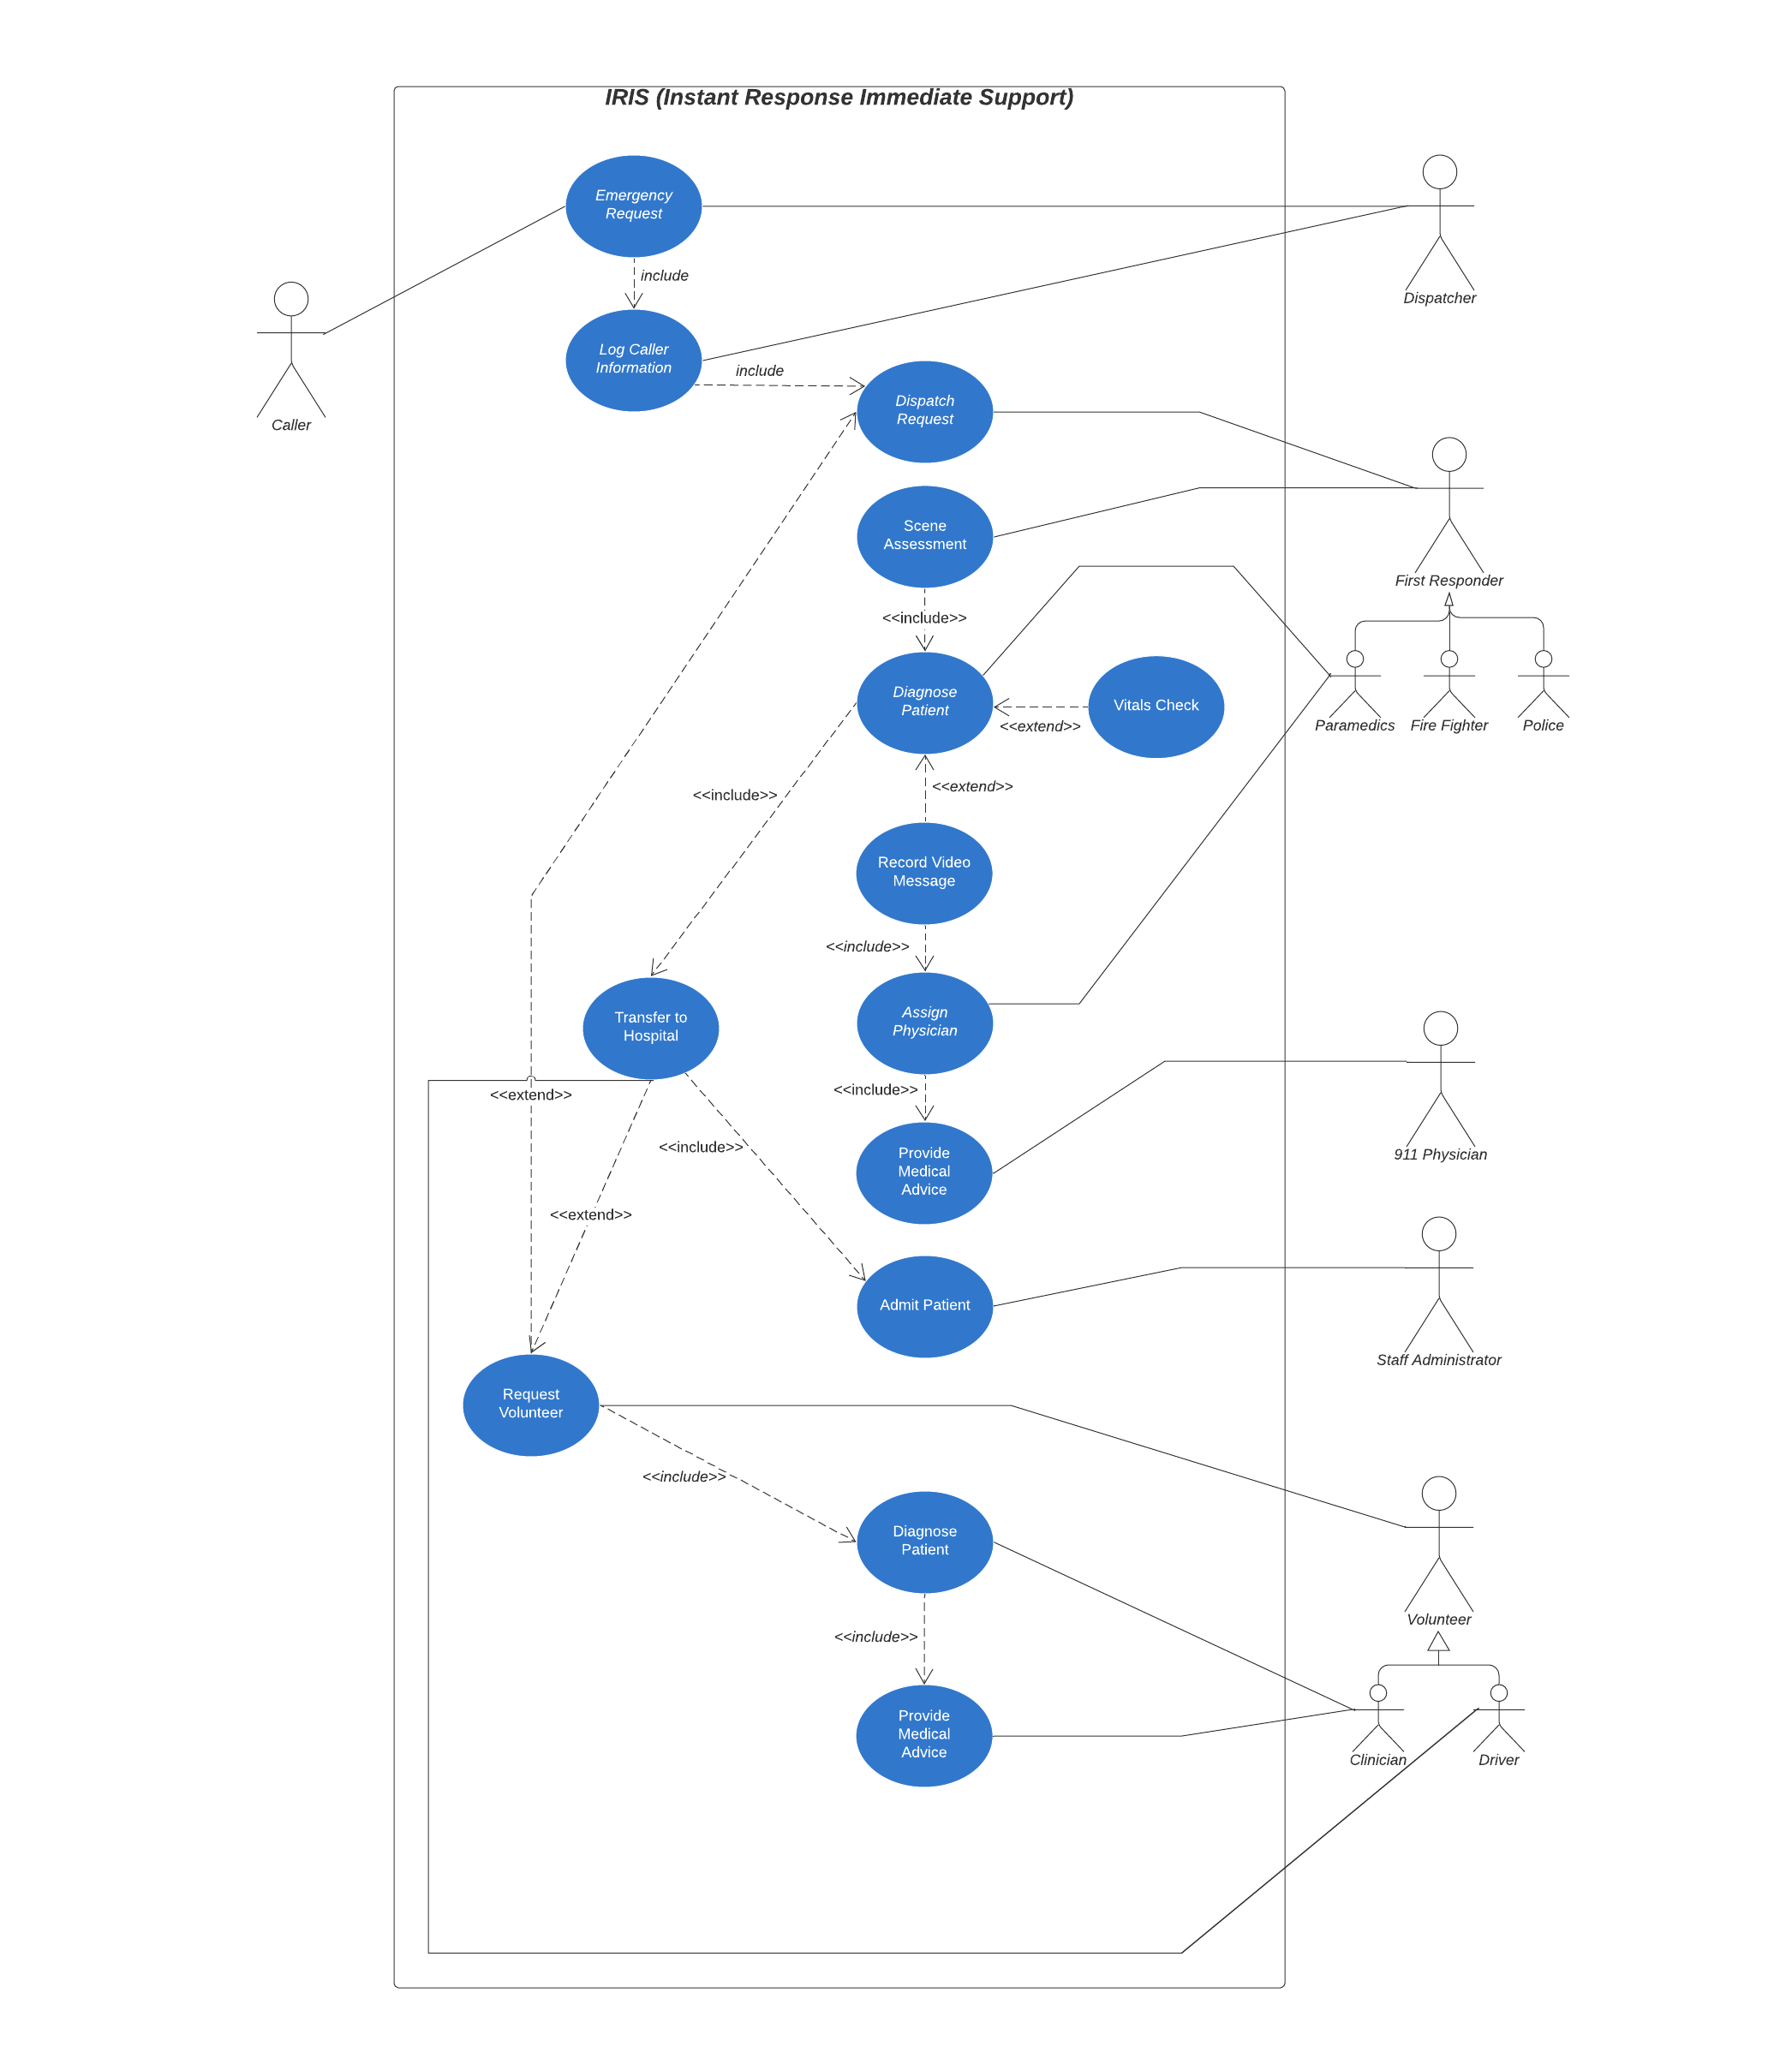 IRIS (Instant Response Immediate Support)
Emergency
Request
include
Dispatcher
Log Caller
Information
include
Caller
Dispatch
Request
Scene
Assessment
First Responder
<<include>>
Diagnose
Patient
Vitals Check
<<extend>>
Paramedics
Fire Fighter
Police
<<include>>
<<extend>>
Record Video
Message
<<include>>
Transfer to
Hospital
Assign
Physician
<<extend>>
<<include>>
<<include>>
Provide
Medical
Advice
911 Physician
<<extend>>
Admit Patient
Staff Administrator
Request
Volunteer
<<include>>
Diagnose
Patient
Volunteer
<<include>>
Provide
Medical
Advice
Clinician
Driver